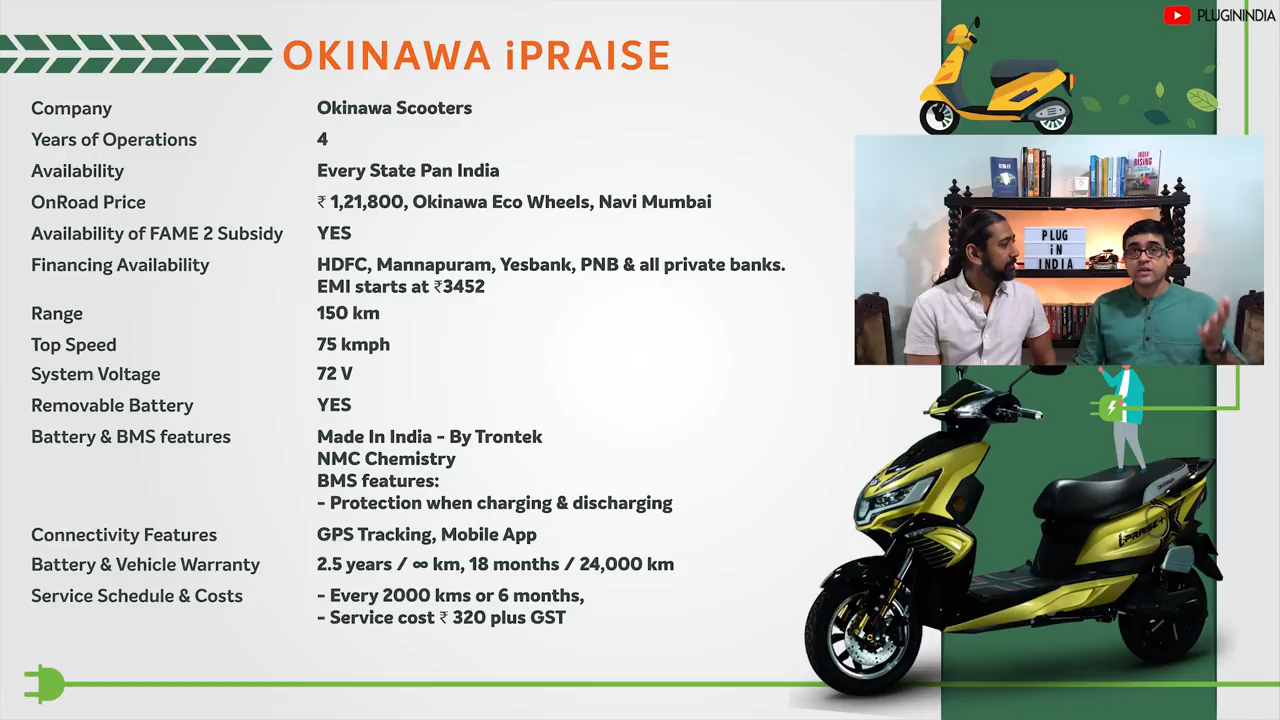 PLUGININDIA
OKINAWA iPRAISE
Company Okinawa Scooters
Years of Operations 4
Availability Every State Pan India
OnRoad Price ₹ 1,21,800, Okinawa Eco Wheels, Navi Mumbai
Availability of FAME 2 Subsidy YES
Financing Availability HDFC, Mannapuram, Yesbank, PNB & all private banks.
EMI starts at ₹3452
Range 150 km
Top Speed 75 kmph
System Voltage 72 V
Removable Battery YES
Battery & BMS features Made In India - By Trontek
NMC Chemistry
BMS features:
- Protection when charging & discharging
Connectivity Features GPS Tracking, Mobile App
Battery & Vehicle Warranty 2.5 years / ∞ km, 18 months / 24,000 km
Service Schedule & Costs - Every 2000 kms or 6 months,
- Service cost ₹ 320 plus GST
INDIA
RISING
PLUG
iN
INDIA
iPRAISE+